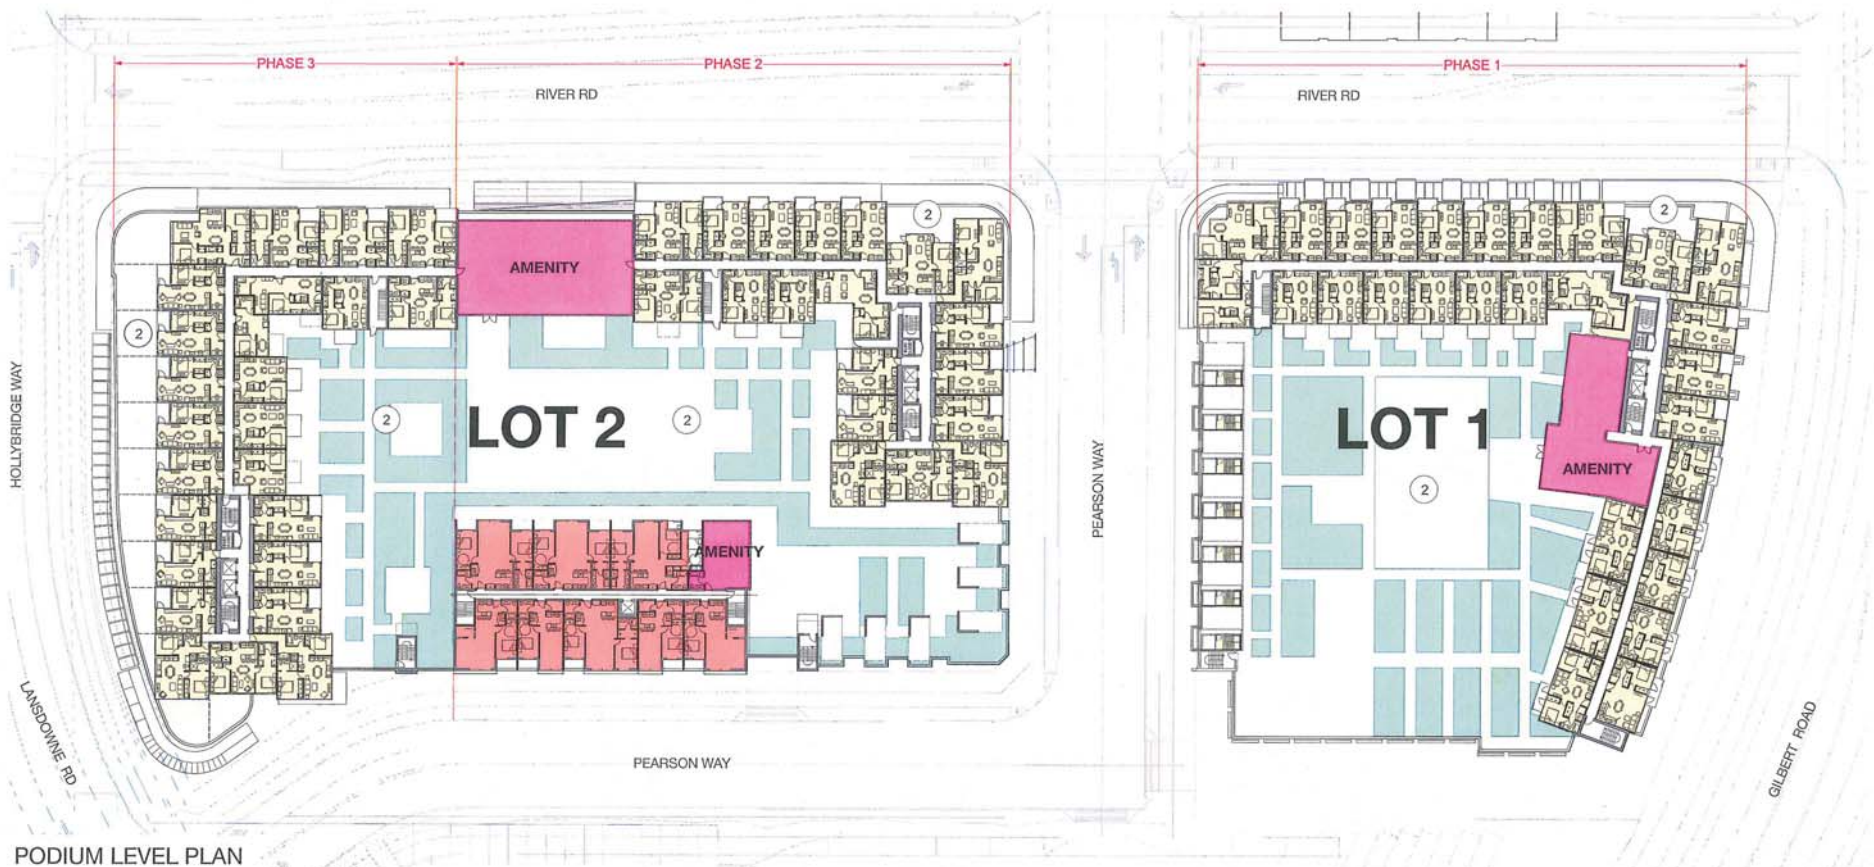 PHASE 3
PHASE 2
PHASE 1
RIVER RD
RIVER RD
2
2
AMENITY
2
HOLLYBRIDGE WAY
2
LOT 2
2
PEARSON WAY
LOT 1
AMENITY
2
AMENITY
LANSDOWNE RD
PEARSON WAY
GILBERT ROAD
PODIUM LEVEL PLAN